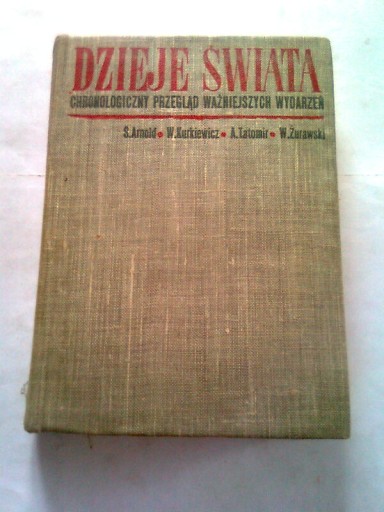 DZIEJE ŚWIATA
CHRONOLOGICZNY PRZEGLĄD WAŻNIEJSZYCH WYDARZEŃ
S.Arnold • W.Kurkiewicz • A.Tatomir • W.Żurawski